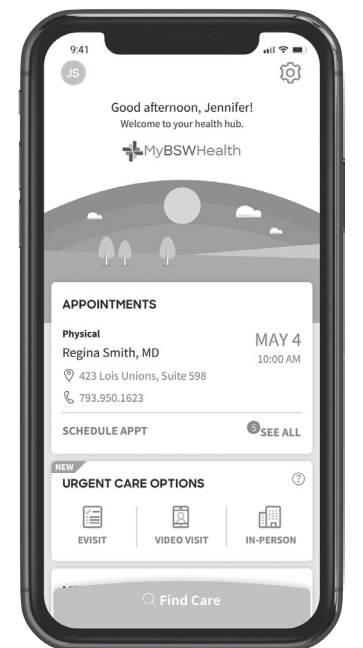 9:41
JS
Good afternoon, Jennifer!
Welcome to your health hub.
MyBSWHealth
APPOINTMENTS
Physical
Regina Smith, MD
MAY 4
10:00 AM
423 Lois Unions, Suite 598
793.950.1623
SCHEDULE APPT
5 SEE ALL
NEW
URGENT CARE OPTIONS
?
EVISIT
VIDEO VISIT
IN-PERSON
Find Care